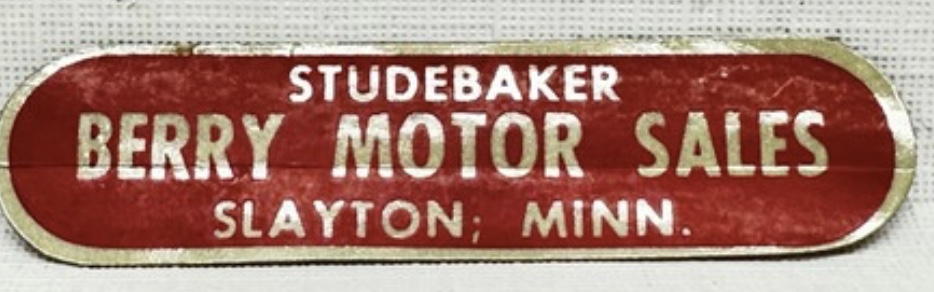 STUDEBAKER
BERRY MOTOR SALES
SLAYTON; MINN.